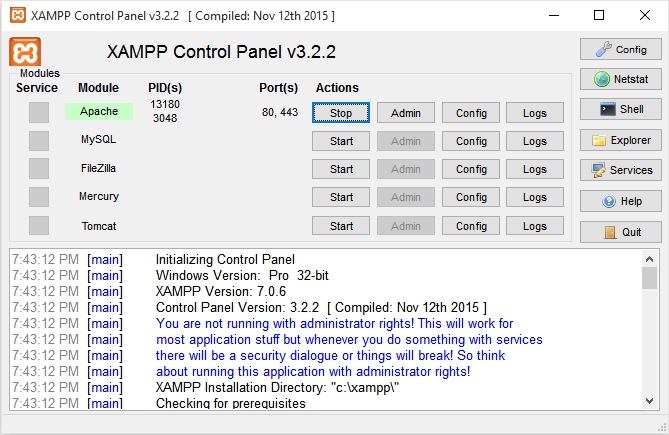 XAMPP Control Panel v3.2.2 [ Compiled: Nov 12th 2015 ]
XAMPP Control Panel v3.2.2
Config
Modules
Service Module PID(s) Port(s) Actions
Netstat
Apache 13180 3048 80, 443 Stop Admin Config Logs
Shell
MySQL Start Admin Config Logs
Explorer
FileZilla Start Admin Config Logs
Services
Mercury Start Admin Config Logs
Help
Tomcat Start Admin Config Logs
Quit
7:43:12 PM [main] Initializing Control Panel
7:43:12 PM [main] Windows Version: Pro 32-bit
7:43:12 PM [main] XAMPP Version: 7.0.6
7:43:12 PM [main] Control Panel Version: 3.2.2 [ Compiled: Nov 12th 2015 ]
7:43:12 PM [main] You are not running with administrator rights! This will work for
7:43:12 PM [main] most application stuff but whenever you do something with services
7:43:12 PM [main] there will be a security dialogue or things will break! So think
7:43:12 PM [main] about running this application with administrator rights!
7:43:12 PM [main] XAMPP Installation Directory: "c:\xampp\"
7:43:12 PM [main] Checking for prerequisites